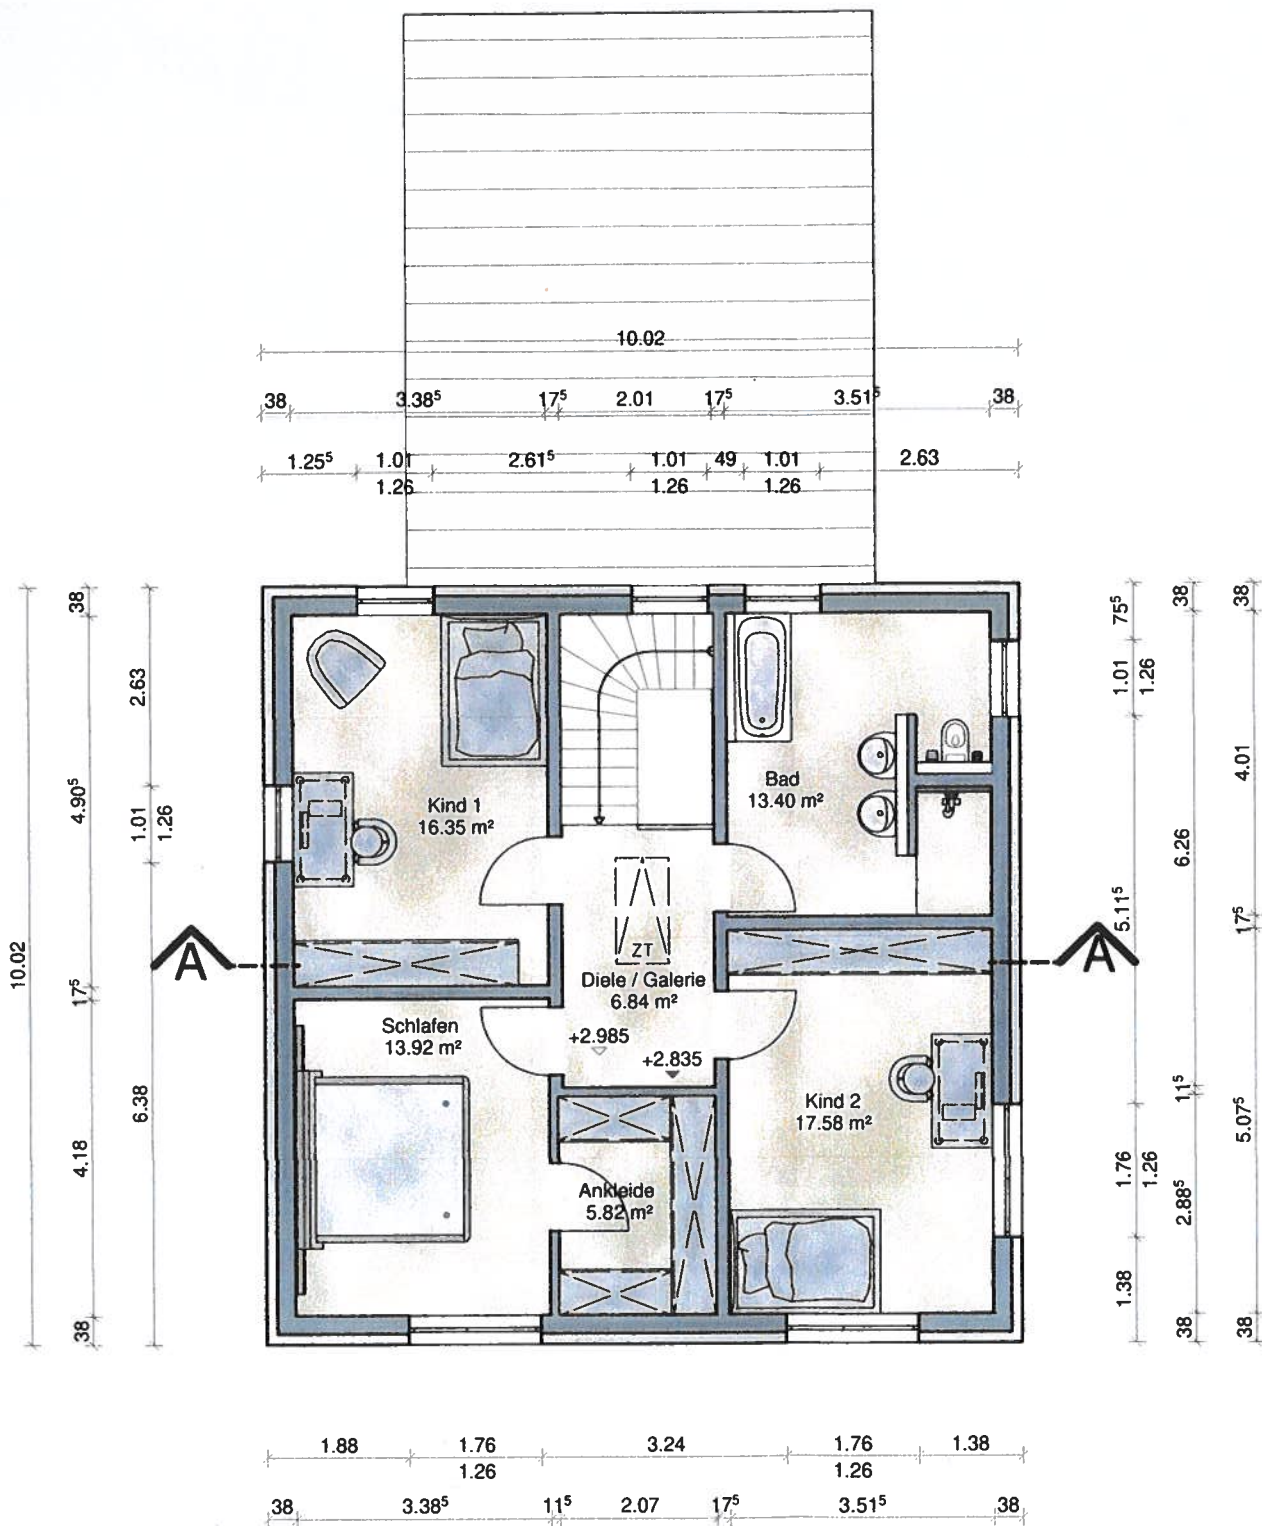 10.02
38 3.38⁵ 17⁵ 2.01 17⁵ 3.51⁵ 38
1.25⁵ 1.01 2.61⁵ 1.01 49 1.01 2.63
1.26 1.26 1.26
10.02
38
4.90⁵
17⁵
4.18
38
2.63
1.01
1.26
6.38
Kind 1
16.35 m²
Bad
13.40 m²
A
A
ZT
Diele / Galerie
6.84 m²
+2.985
+2.835
Schlafen
13.92 m²
Kind 2
17.58 m²
Ankleide
5.82 m²
75⁵
1.01
1.26
5.11⁵
1.76
1.26
1.38
38
6.26
11⁵
2.88⁵
38
38
4.01
17⁵
5.07⁵
38
1.88 1.76 3.24 1.76 1.38
1.26 1.26
38 3.38⁵ 11⁵ 2.07 17⁵ 3.51⁵ 38